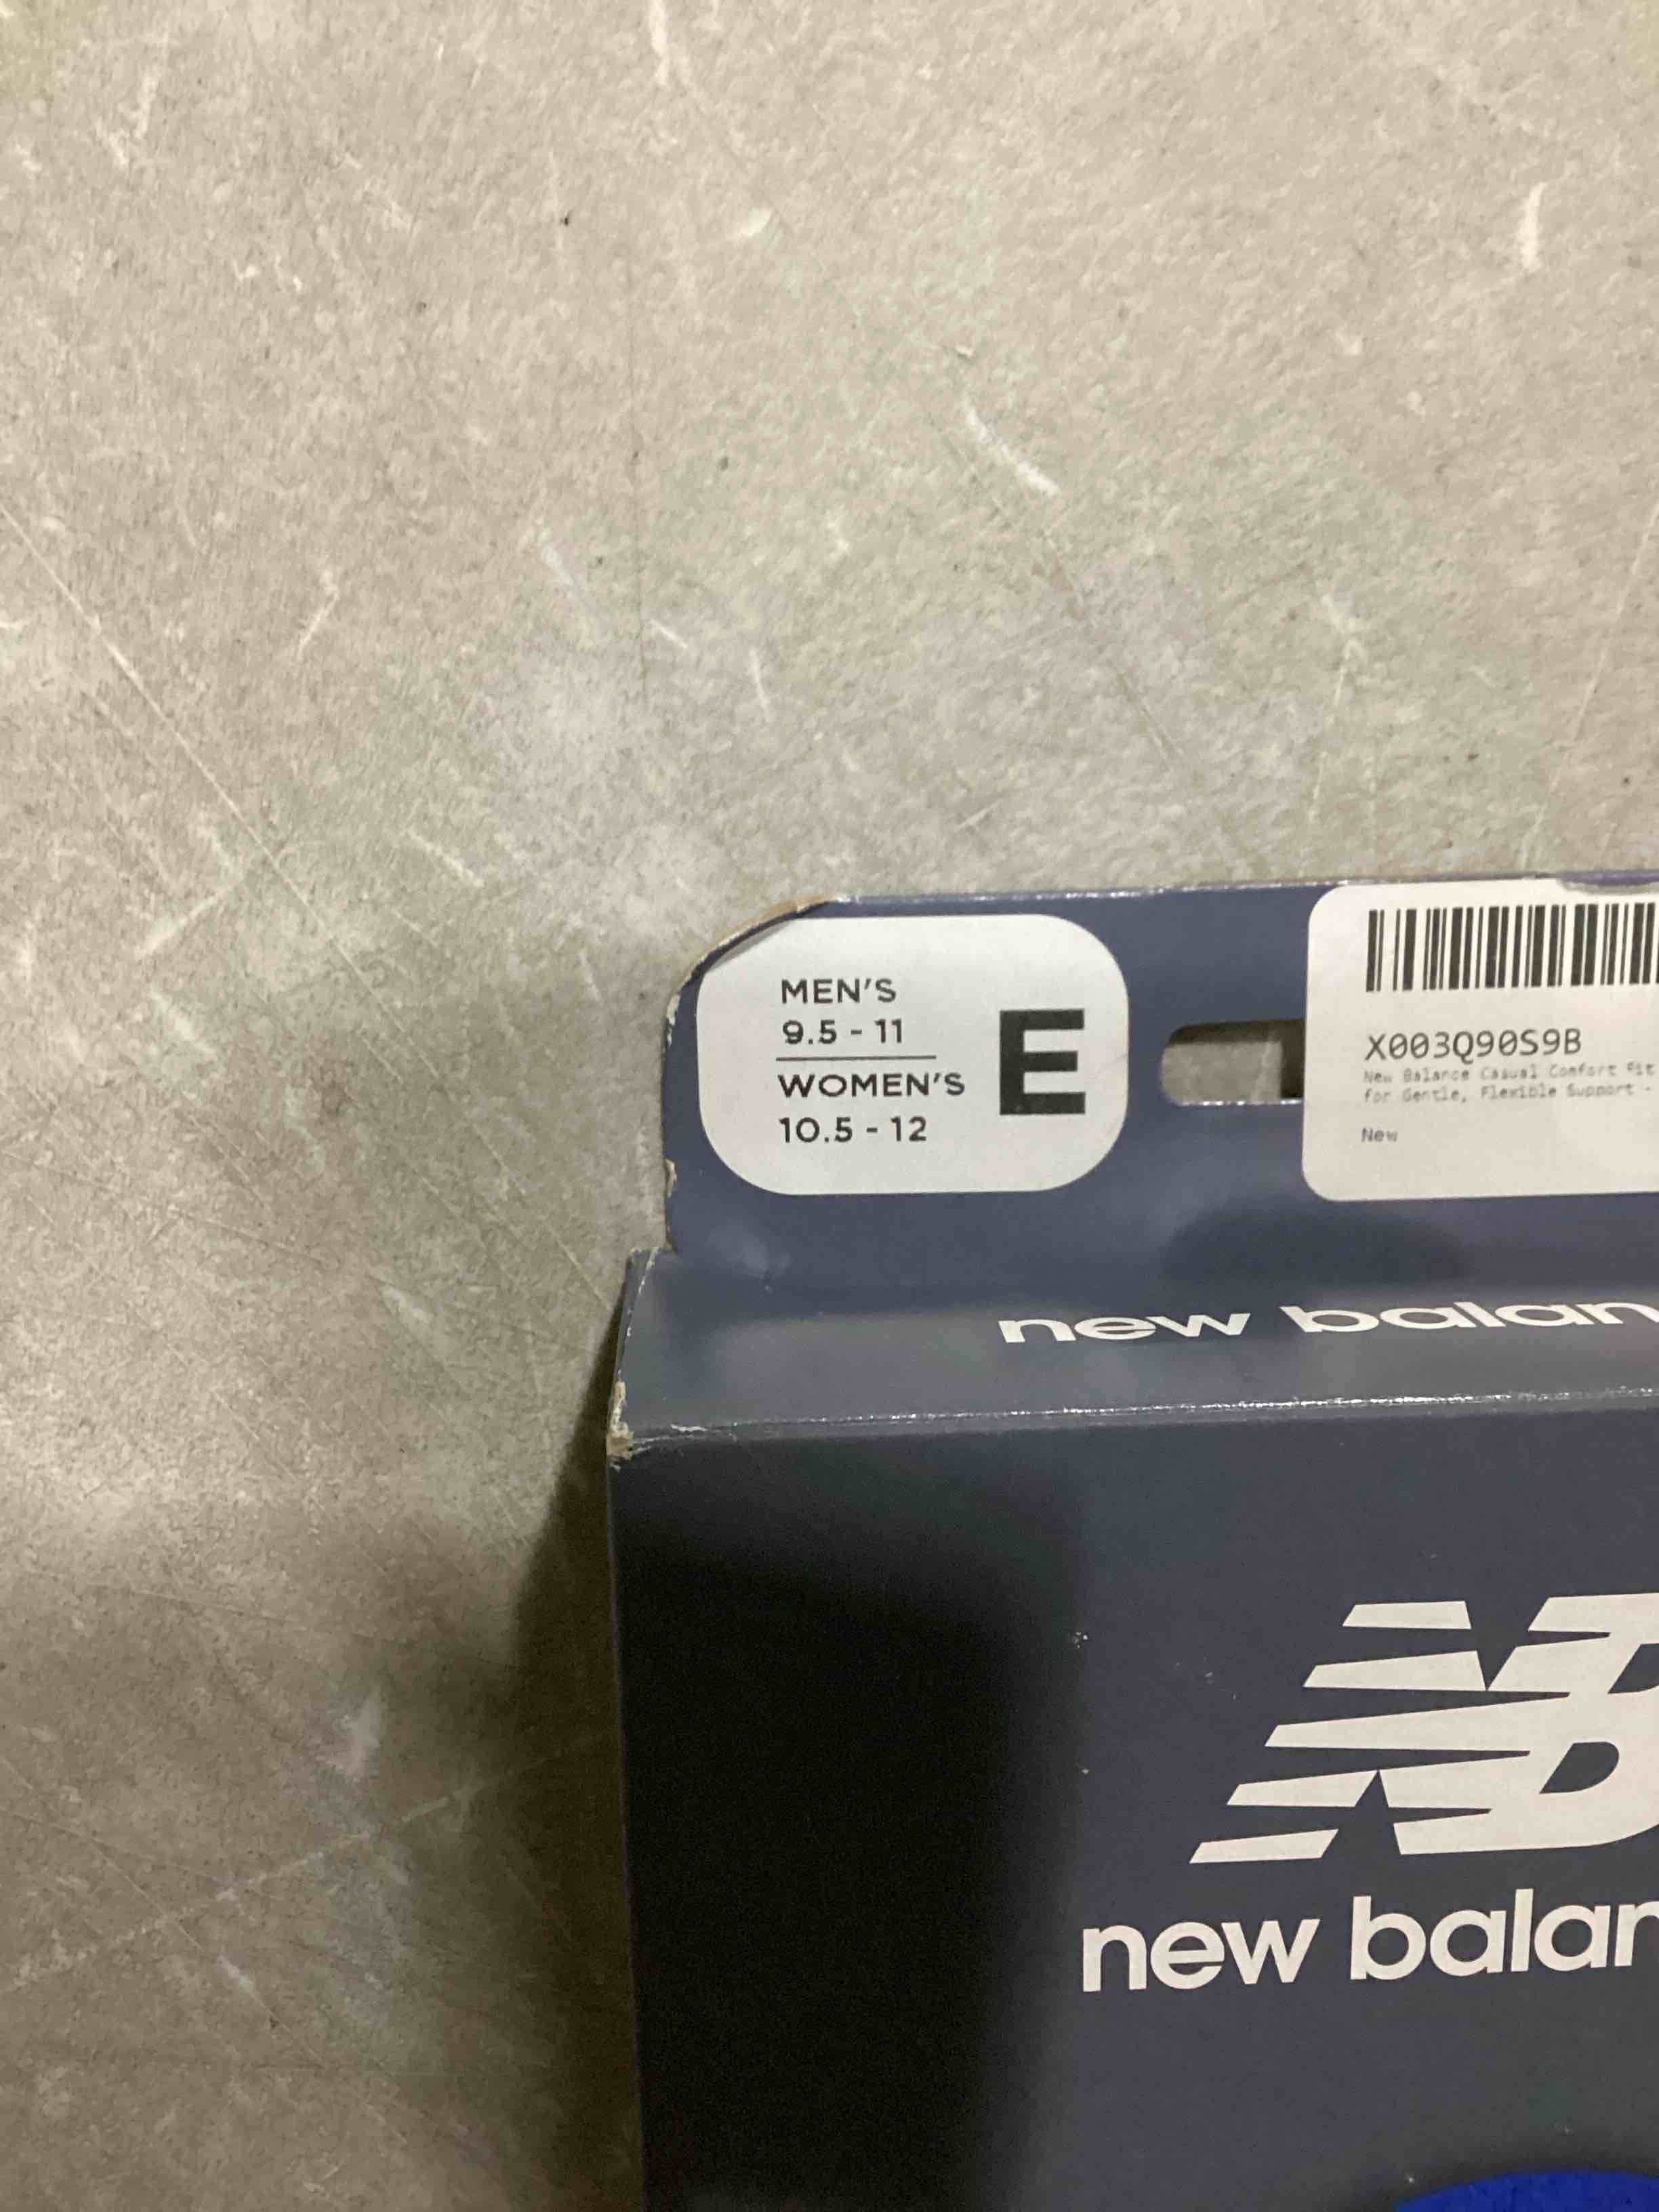 MEN'S
9.5 - 11
WOMEN'S
10.5 - 12
E
X003Q90S9B
New Balance Casual Comfort Fit
for Gentle, Flexible Support -
New
new balan
NB
new balan